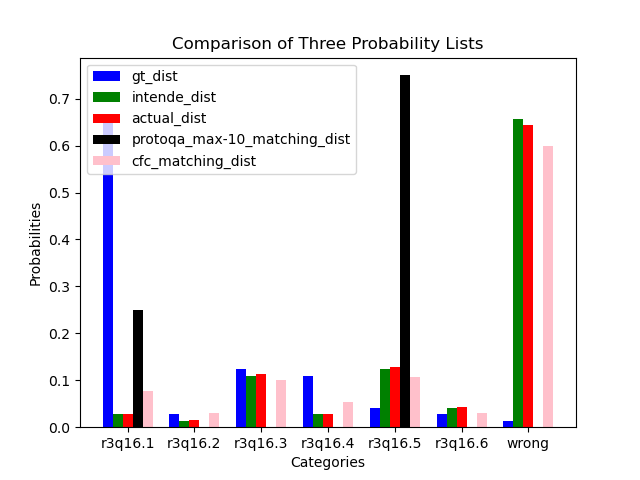 Comparison of Three Probability Lists
gt_dist
intende_dist
actual_dist
protoqa_max-10_matching_dist
cfc_matching_dist
Probabilities
0.7
0.6
0.5
0.4
0.3
0.2
0.1
0.0
r3q16.1 r3q16.2 r3q16.3 r3q16.4 r3q16.5 r3q16.6 wrong
Categories